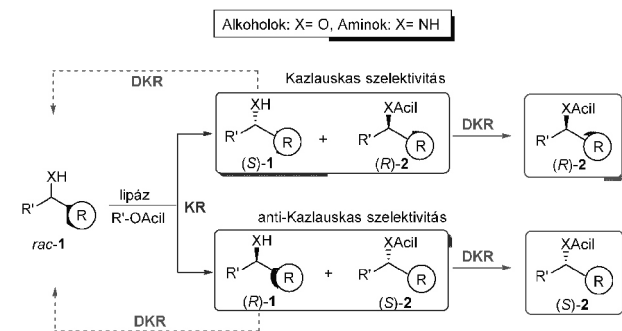 Alkoholok: X= O, Aminok: X= NH
DKR
Kazlauskas szelektivitás
XH
R'
R
(S)-1
+
XAcil
R'
R
(R)-2
DKR
XAcil
R'
R
(R)-2
XH
R'
R
rac-1
lipáz
R'-OAcil
KR
anti-Kazlauskas szelektivitás
XH
R'
R
(R)-1
+
XAcil
R'
R
(S)-2
DKR
XAcil
R'
R
(S)-2
DKR